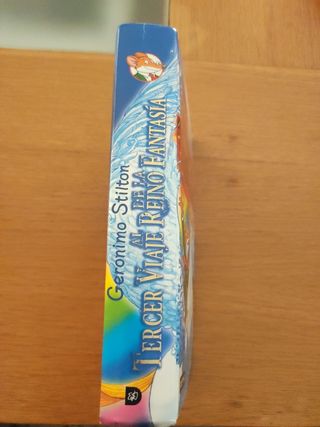 Geronimo Stilton
TERCER VIAJE AL REINO DE LA FANTASÍA